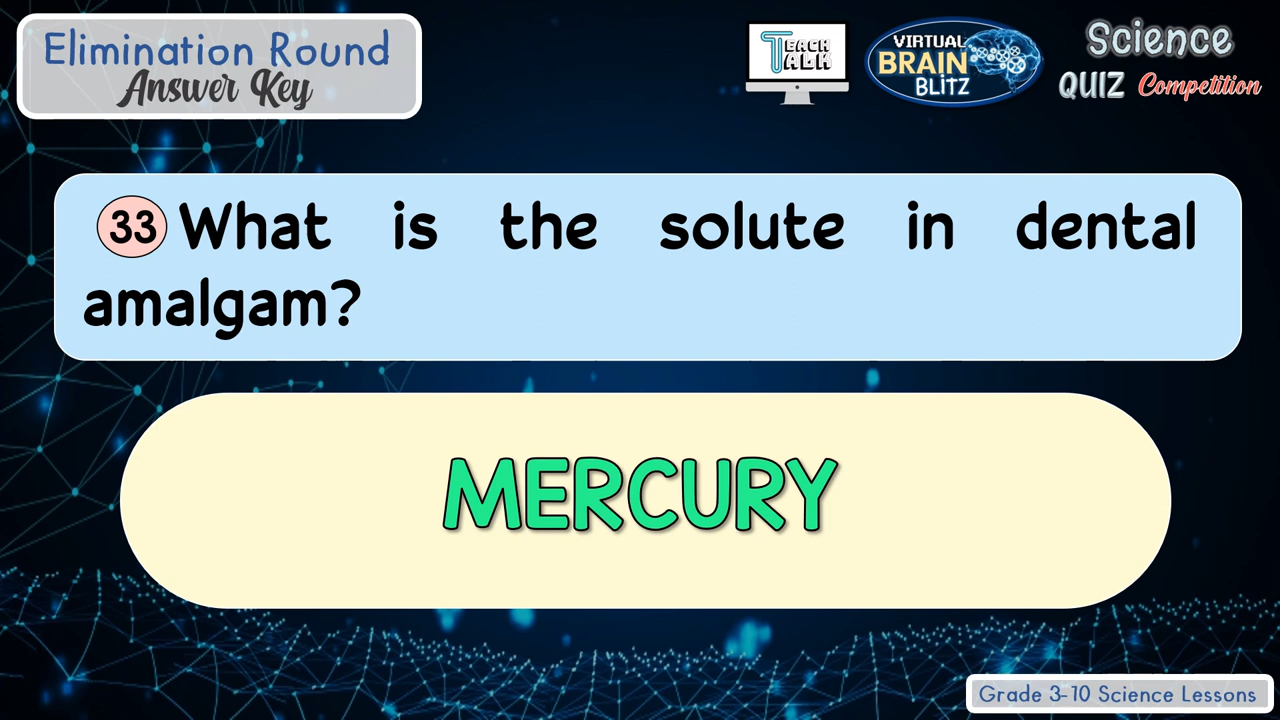 Elimination Round
Answer Key
TEACH
TALK
VIRTUAL
BRAIN
BLITZ
Science
QUIZ Competition
33 What is the solute in dental
amalgam?
MERCURY
Grade 3-10 Science Lessons